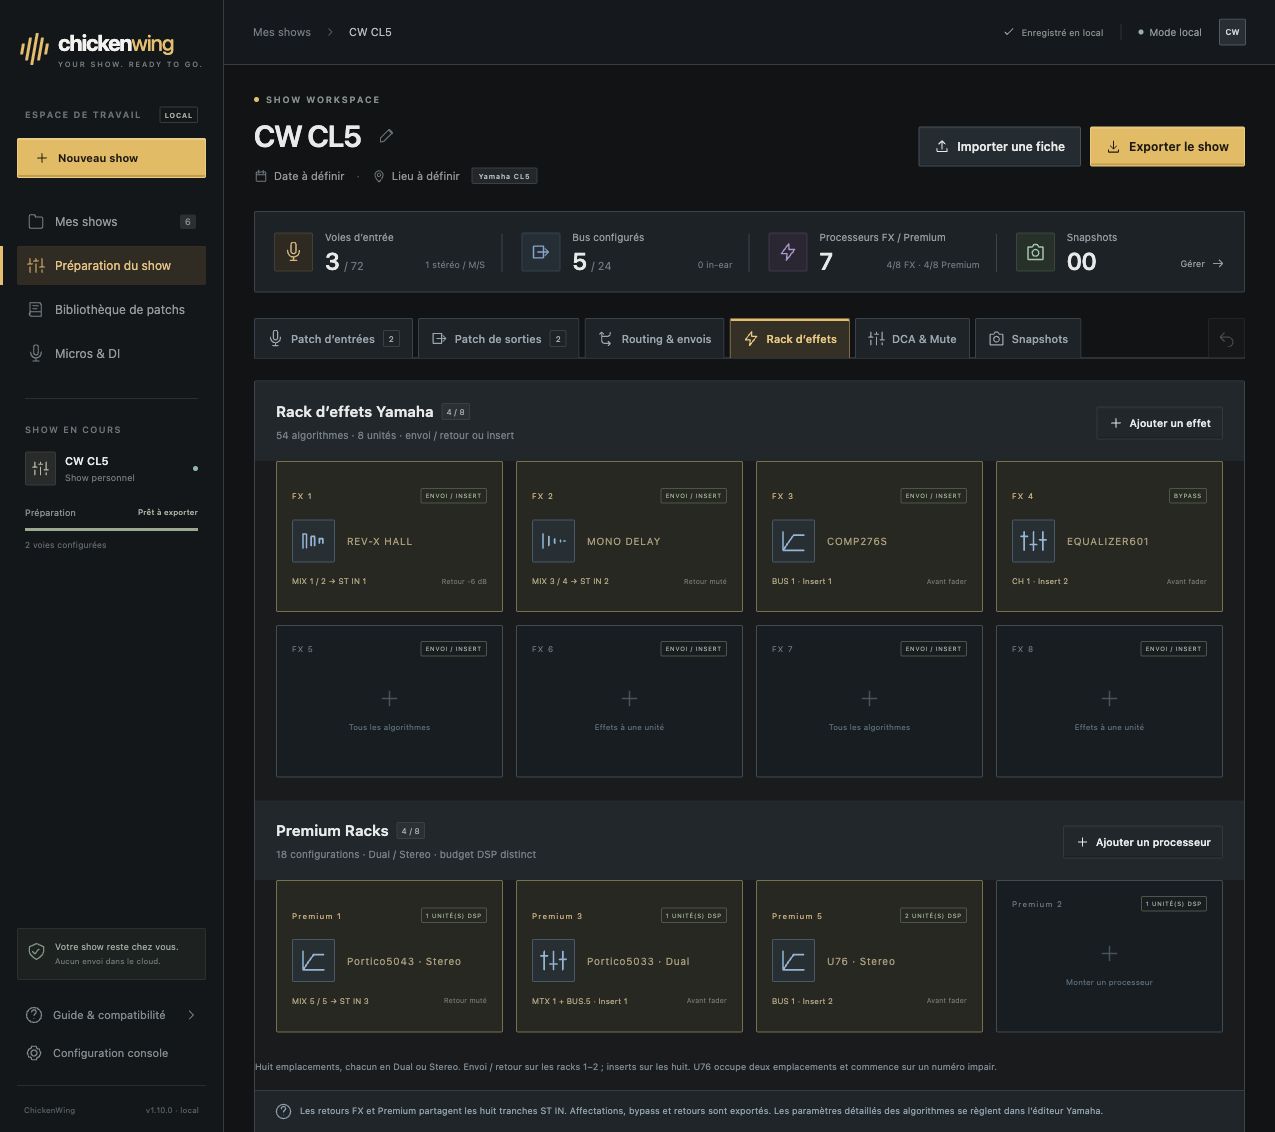 chickenwing
YOUR SHOW. READY TO GO.
ESPACE DE TRAVAIL LOCAL
+ Nouveau show
Mes shows 6
Préparation du show
Bibliothèque de patchs
Micros & DI
SHOW EN COURS
CW CL5
Show personnel
Préparation Prêt à exporter
2 voies configurées
Votre show reste chez vous.
Aucun envoi dans le cloud.
Guide & compatibilité
Configuration console
ChickenWing v1.10.0 · local
Mes shows > CW CL5
Enregistré en local
Mode local
CW
SHOW WORKSPACE
CW CL5
Date à définir · Lieu à définir Yamaha CL5
Importer une fiche
Exporter le show
Voies d'entrée
3 / 72 1 stéréo / M/S
Bus configurés
5 / 24 0 in-ear
Processeurs FX / Premium
7 4/8 FX · 4/8 Premium
Snapshots
00 Gérer →
Patch d'entrées 2
Patch de sorties 2
Routing & envois
Rack d'effets
DCA & Mute
Snapshots
Rack d'effets Yamaha 4 / 8
54 algorithmes · 8 unités · envoi / retour ou insert
+ Ajouter un effet
FX 1 ENVOI / INSERT
REV-X HALL
MIX 1 / 2 → ST IN 1 Retour -6 dB
FX 2 ENVOI / INSERT
MONO DELAY
MIX 3 / 4 → ST IN 2 Retour muté
FX 3 ENVOI / INSERT
COMP276S
BUS 1 · Insert 1 Avant fader
FX 4 BYPASS
EQUALIZER601
CH 1 · Insert 2 Avant fader
FX 5 ENVOI / INSERT
Tous les algorithmes
FX 6 ENVOI / INSERT
Effets à une unité
FX 7 ENVOI / INSERT
Tous les algorithmes
FX 8 ENVOI / INSERT
Effets à une unité
Premium Racks 4 / 8
18 configurations · Dual / Stereo · budget DSP distinct
+ Ajouter un processeur
Premium 1 1 UNITÉ(S) DSP
Portico5043 · Stereo
MIX 5 / 5 → ST IN 3 Retour muté
Premium 3 1 UNITÉ(S) DSP
Portico5033 · Dual
MTX 1 + BUS.5 · Insert 1 Avant fader
Premium 5 2 UNITÉ(S) DSP
U76 · Stereo
BUS 1 · Insert 2 Avant fader
Premium 2 1 UNITÉ(S) DSP
Monter un processeur
Huit emplacements, chacun en Dual ou Stereo. Envoi / retour sur les racks 1–2 ; inserts sur les huit. U76 occupe deux emplacements et commence sur un numéro impair.
Les retours FX et Premium partagent les huit tranches ST IN. Affectations, bypass et retours sont exportés. Les paramètres détaillés des algorithmes se règlent dans l'éditeur Yamaha.